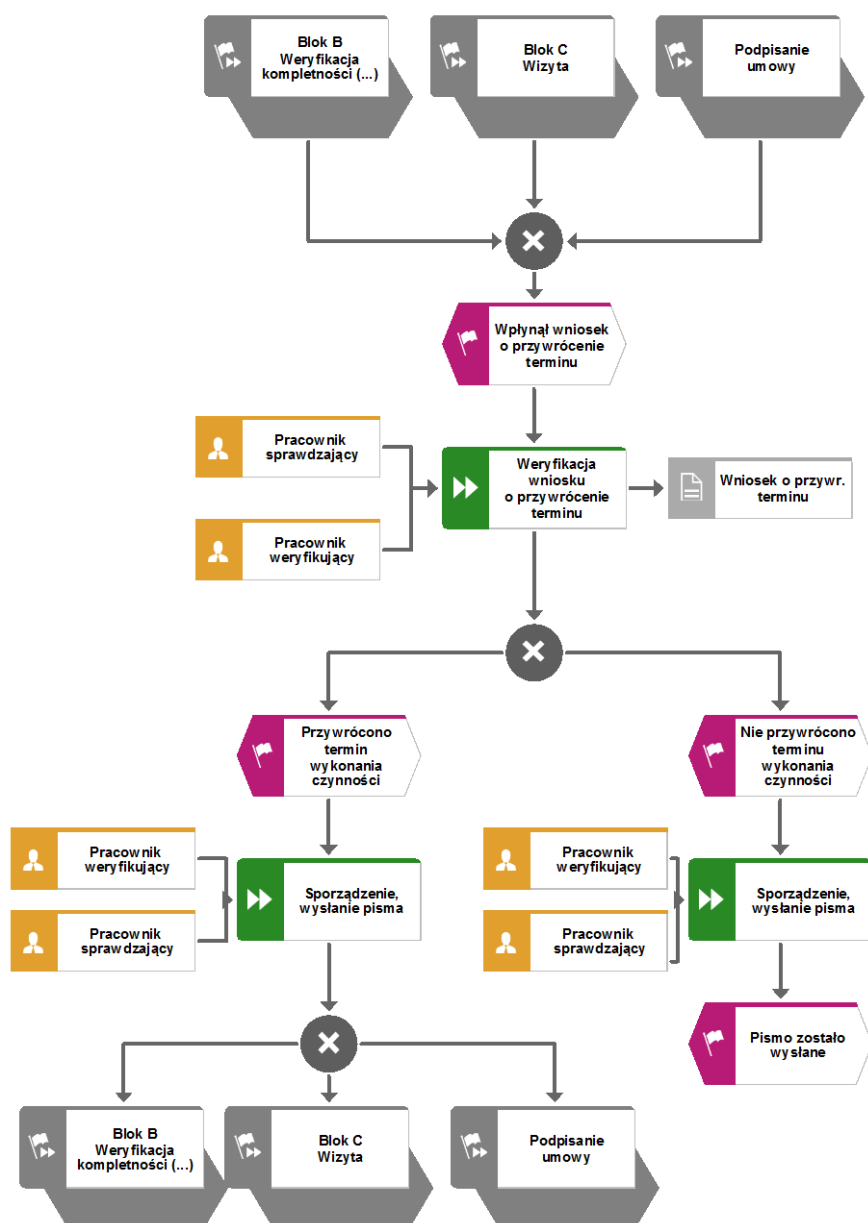 Blok B
Weryfikacja
kompletności (...)
Blok C
Wizyta
Podpisanie
umowy
Wpłynął wniosek
o przywrócenie
terminu
Pracownik
sprawdzający
Pracownik
weryfikujący
Weryfikacja
wniosku
o przywrócenie
terminu
Wniosek o przywr.
terminu
Przywrócono
termin
wykonania
czynności
Nie przywrócono
terminu
wykonania
czynności
Pracownik
weryfikujący
Pracownik
sprawdzający
Sporządzenie,
wysłanie pisma
Pracownik
weryfikujący
Pracownik
sprawdzający
Sporządzenie,
wysłanie pisma
Pismo zostało
wysłane
Blok B
Weryfikacja
kompletności (...)
Blok C
Wizyta
Podpisanie
umowy